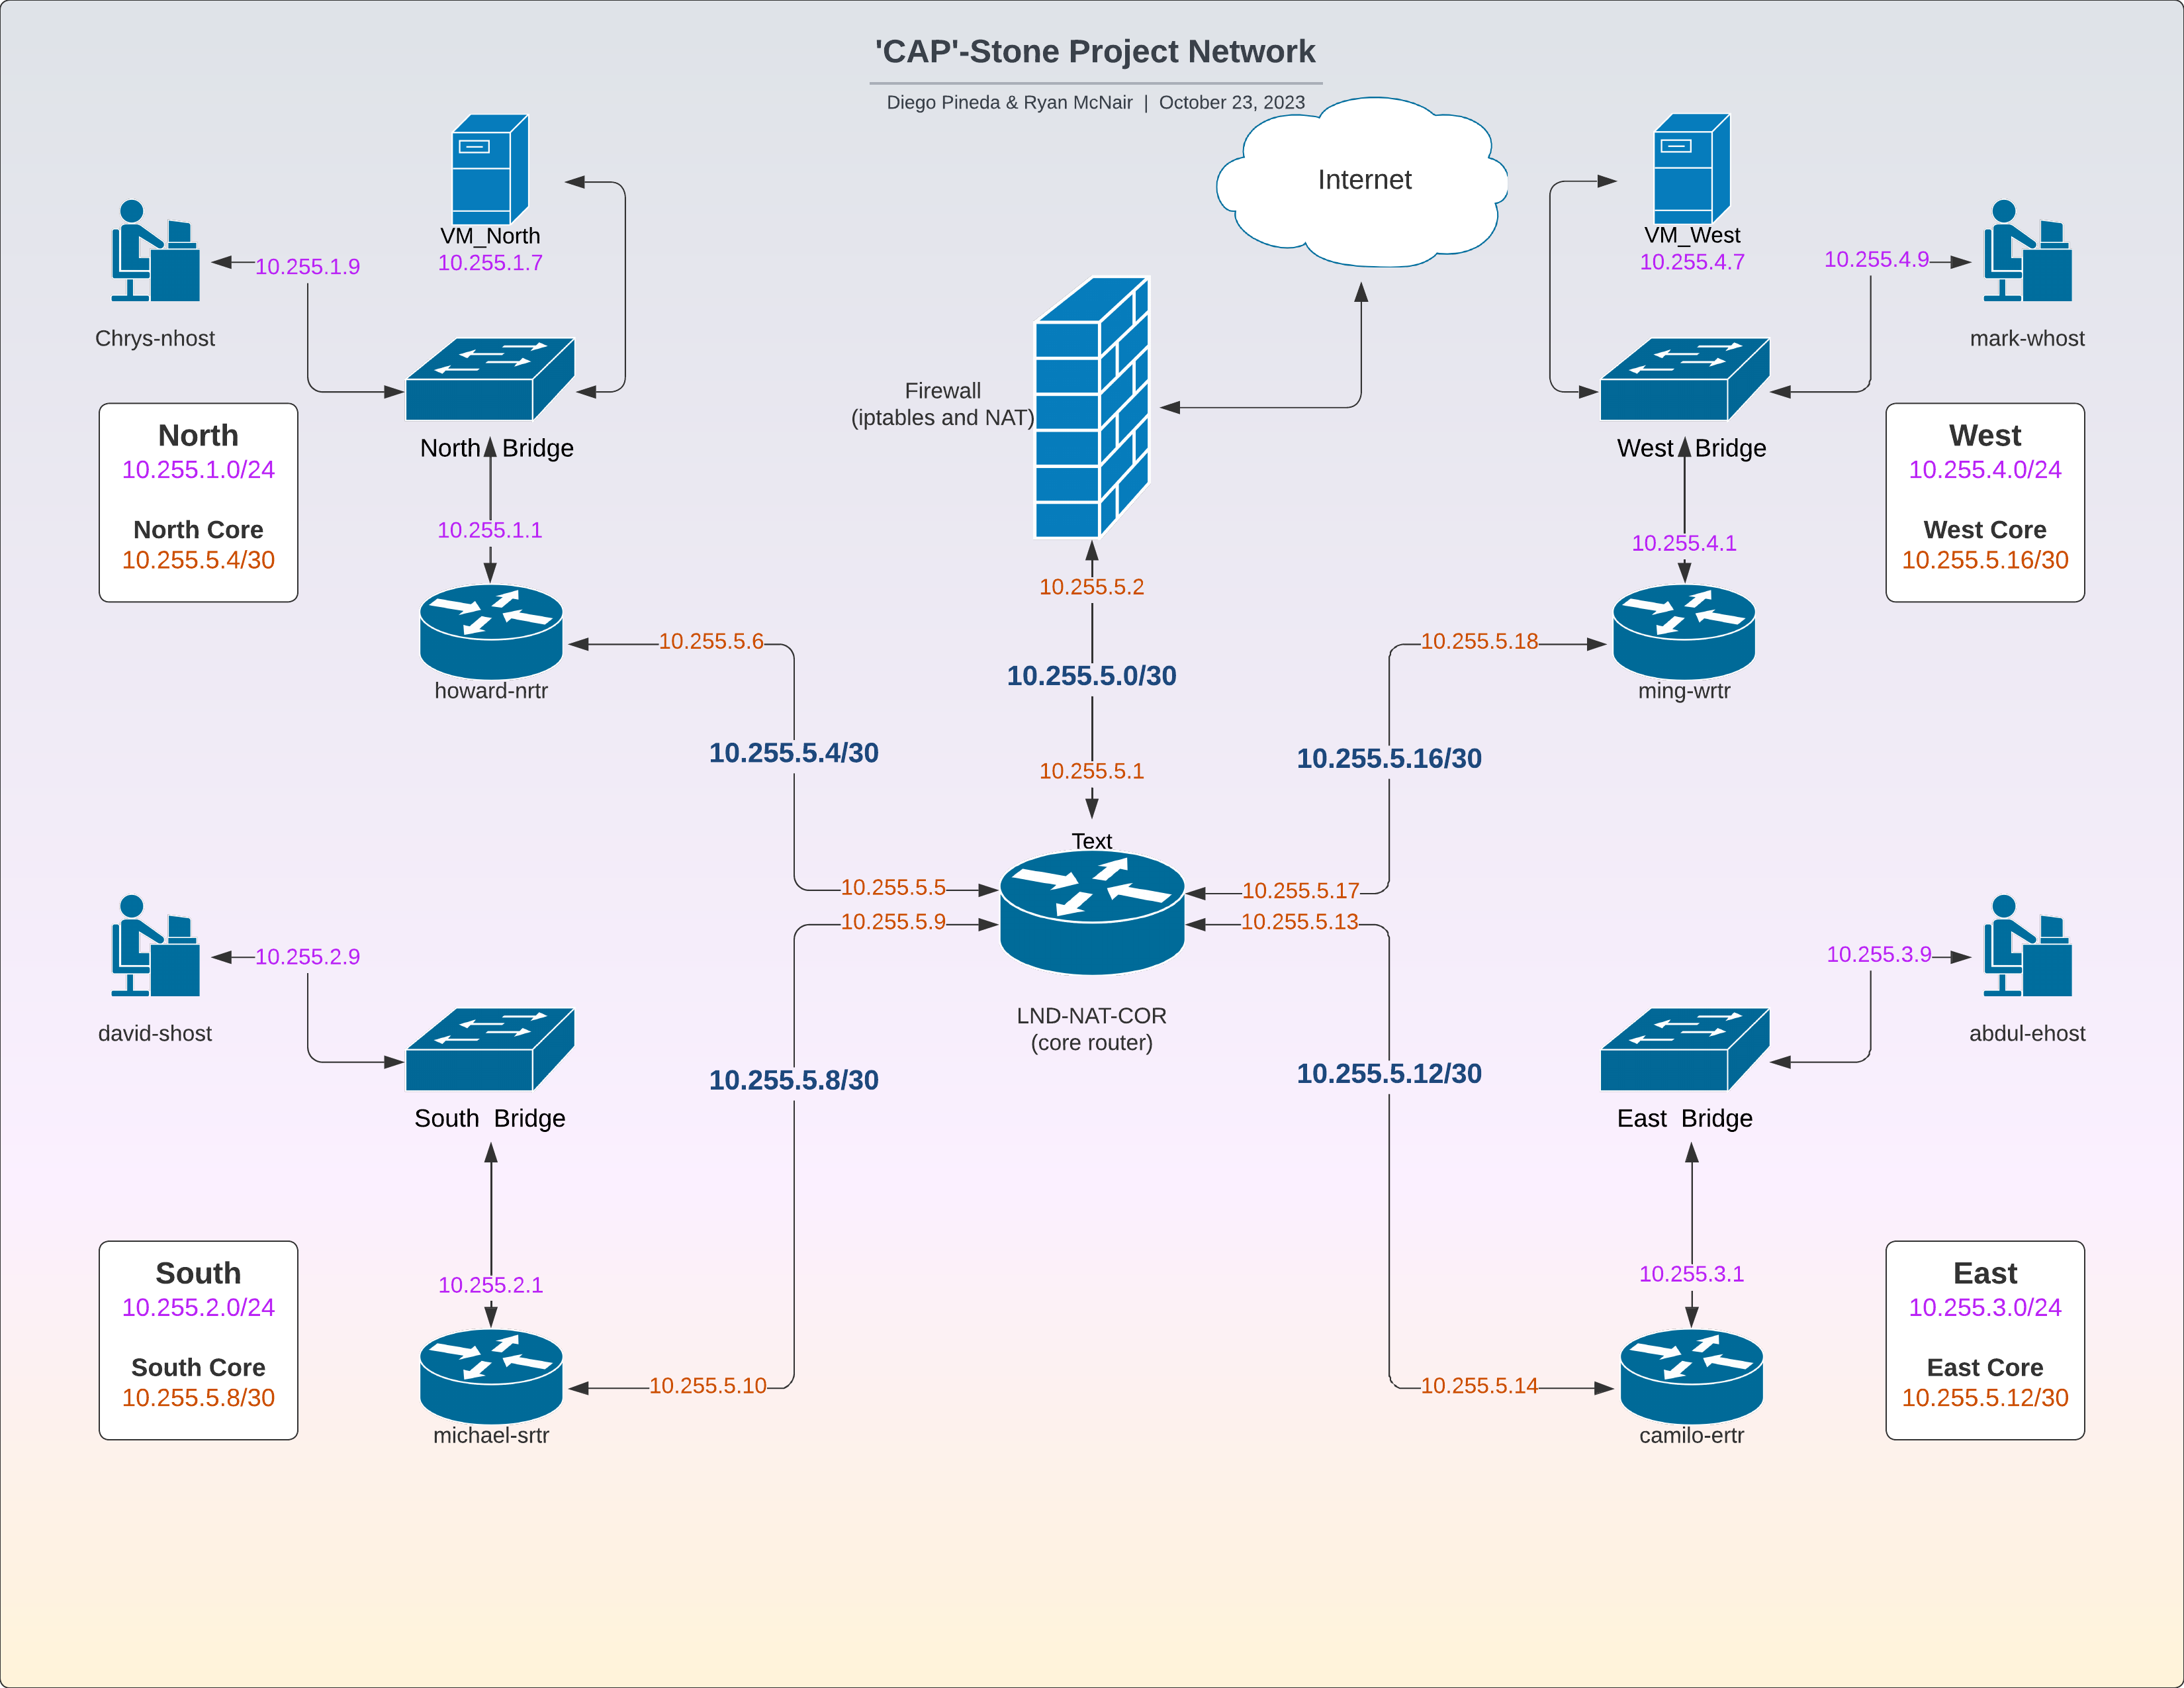 'CAP'-Stone Project Network
Diego Pineda & Ryan McNair | October 23, 2023
Internet
VM_North
10.255.1.7
VM_West
10.255.4.7
10.255.1.9
10.255.4.9
Chrys-nhost
mark-whost
Firewall
(iptables and NAT)
North Bridge
West Bridge
North
10.255.1.0/24
North Core
10.255.5.4/30
West
10.255.4.0/24
West Core
10.255.5.16/30
10.255.1.1
10.255.4.1
10.255.5.2
10.255.5.6
10.255.5.18
10.255.5.0/30
howard-nrtr
ming-wrtr
10.255.5.4/30
10.255.5.16/30
10.255.5.1
Text
10.255.5.5
10.255.5.17
10.255.5.9
10.255.5.13
10.255.2.9
10.255.3.9
LND-NAT-COR
(core router)
david-shost
abdul-ehost
10.255.5.8/30
10.255.5.12/30
South Bridge
East Bridge
10.255.2.1
10.255.3.1
South
10.255.2.0/24
South Core
10.255.5.8/30
East
10.255.3.0/24
East Core
10.255.5.12/30
10.255.5.10
10.255.5.14
michael-srtr
camilo-ertr